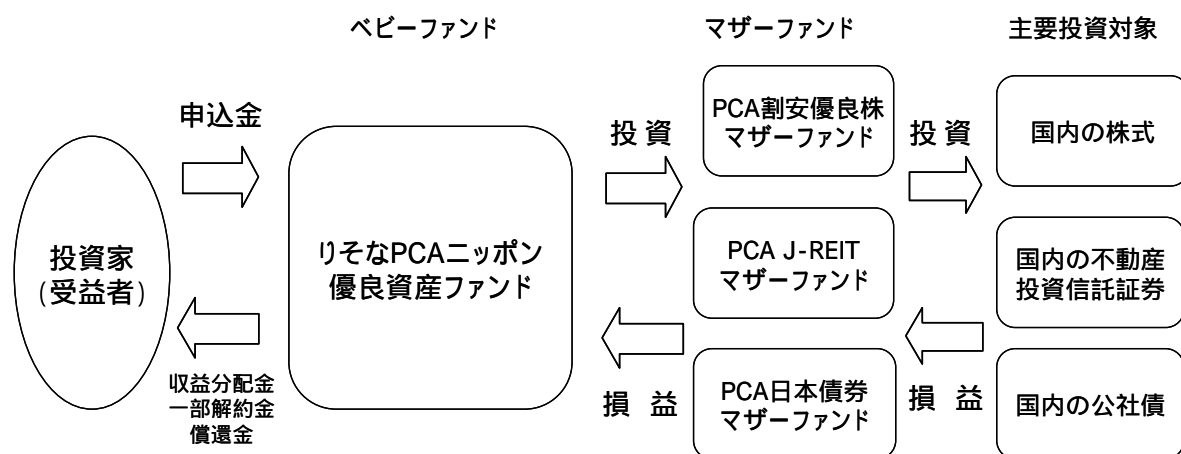 ベビーファンド
マザーファンド
主要投資対象
申込金
投資家
(受益者)
収益分配金
一部解約金
償還金
りそなPCAニッポン
優良資産ファンド
投 資
損 益
PCA割安優良株
マザーファンド
PCA J-REIT
マザーファンド
PCA日本債券
マザーファンド
投 資
損 益
国内の株式
国内の不動産
投資信託証券
国内の公社債